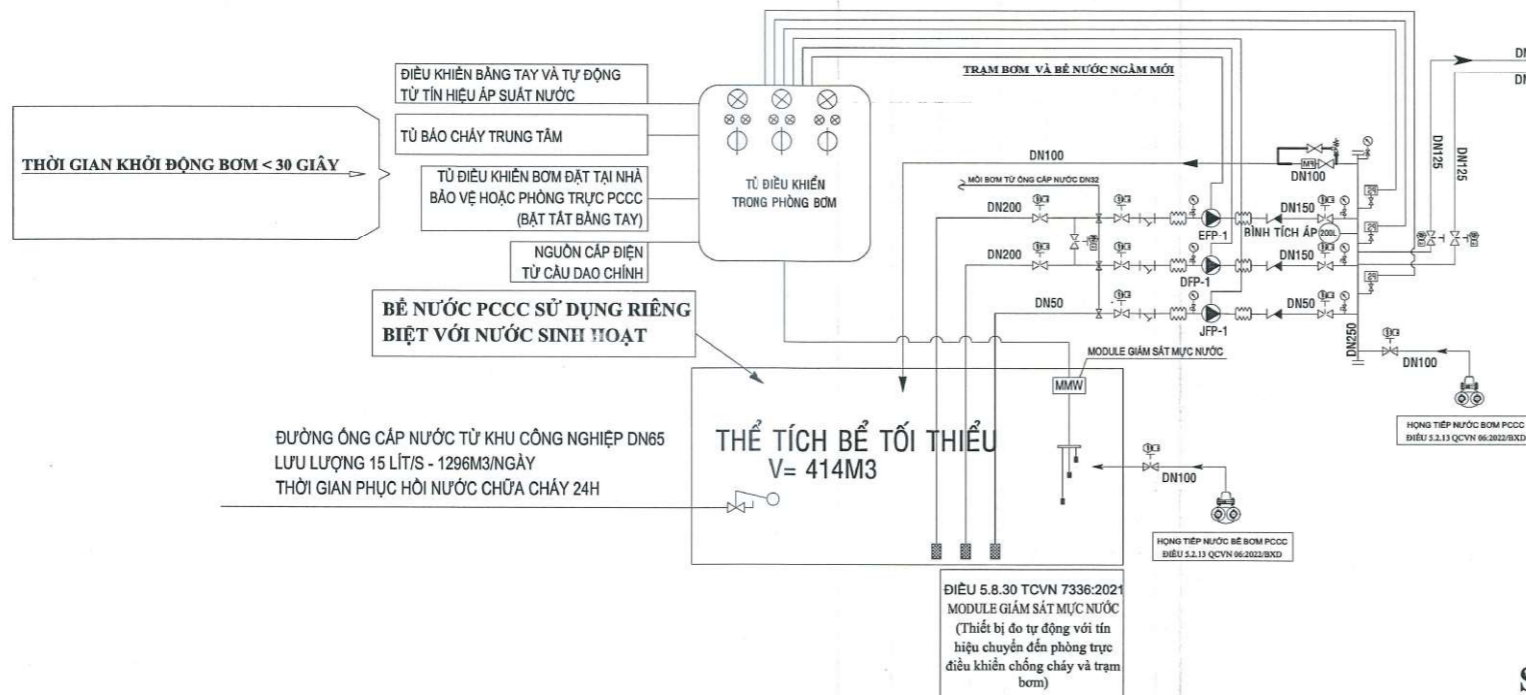 ĐIỀU KHIỂN BẰNG TAY VÀ TỰ ĐỘNG
TỪ TÍN HIỆU ÁP SUẤT NƯỚC
TỦ BÁO CHÁY TRUNG TÂM
THỜI GIAN KHỞI ĐỘNG BƠM < 30 GIÂY
TỦ ĐIỀU KHIỂN BƠM ĐẶT TẠI NHÀ
BẢO VỆ HOẶC PHÒNG TRỰC PCCC
(BẬT TẮT BẰNG TAY)
NGUỒN CẤP ĐIỆN
TỪ CẦU DAO CHÍNH
TỦ ĐIỀU KHIỂN
TRONG PHÒNG BƠM
TRẠM BƠM VÀ BỂ NƯỚC NGẦM MỚI
DN100
DN100
MỒI BƠM TỪ ỐNG CẤP NƯỚC DN32
DN200
EFP-1
DN150
BÌNH TÍCH ÁP
200L
DN200
DFP-1
DN150
DN50
JFP-1
DN50
DN125
DN125
DN250
DN100
HỌNG TIẾP NƯỚC BƠM PCCC
ĐIỀU 5.2.13 QCVN 06:2022/BXD
BỂ NƯỚC PCCC SỬ DỤNG RIÊNG
BIỆT VỚI NƯỚC SINH HOẠT
MODULE GIÁM SÁT MỰC NƯỚC
MMW
THỂ TÍCH BỂ TỐI THIỂU
V= 414M3
ĐƯỜNG ỐNG CẤP NƯỚC TỪ KHU CÔNG NGHIỆP DN65
LƯU LƯỢNG 15 LÍT/S - 1296M3/NGÀY
THỜI GIAN PHỤC HỒI NƯỚC CHỮA CHÁY 24H
DN100
HỌNG TIẾP NƯỚC BỂ BƠM PCCC
ĐIỀU 5.2.13 QCVN 06:2022/BXD
ĐIỀU 5.8.30 TCVN 7336:2021
MODULE GIÁM SÁT MỰC NƯỚC
(Thiết bị đo tự động với tín
hiệu chuyển đến phòng trực
điều khiển chống cháy và trạm
bơm)